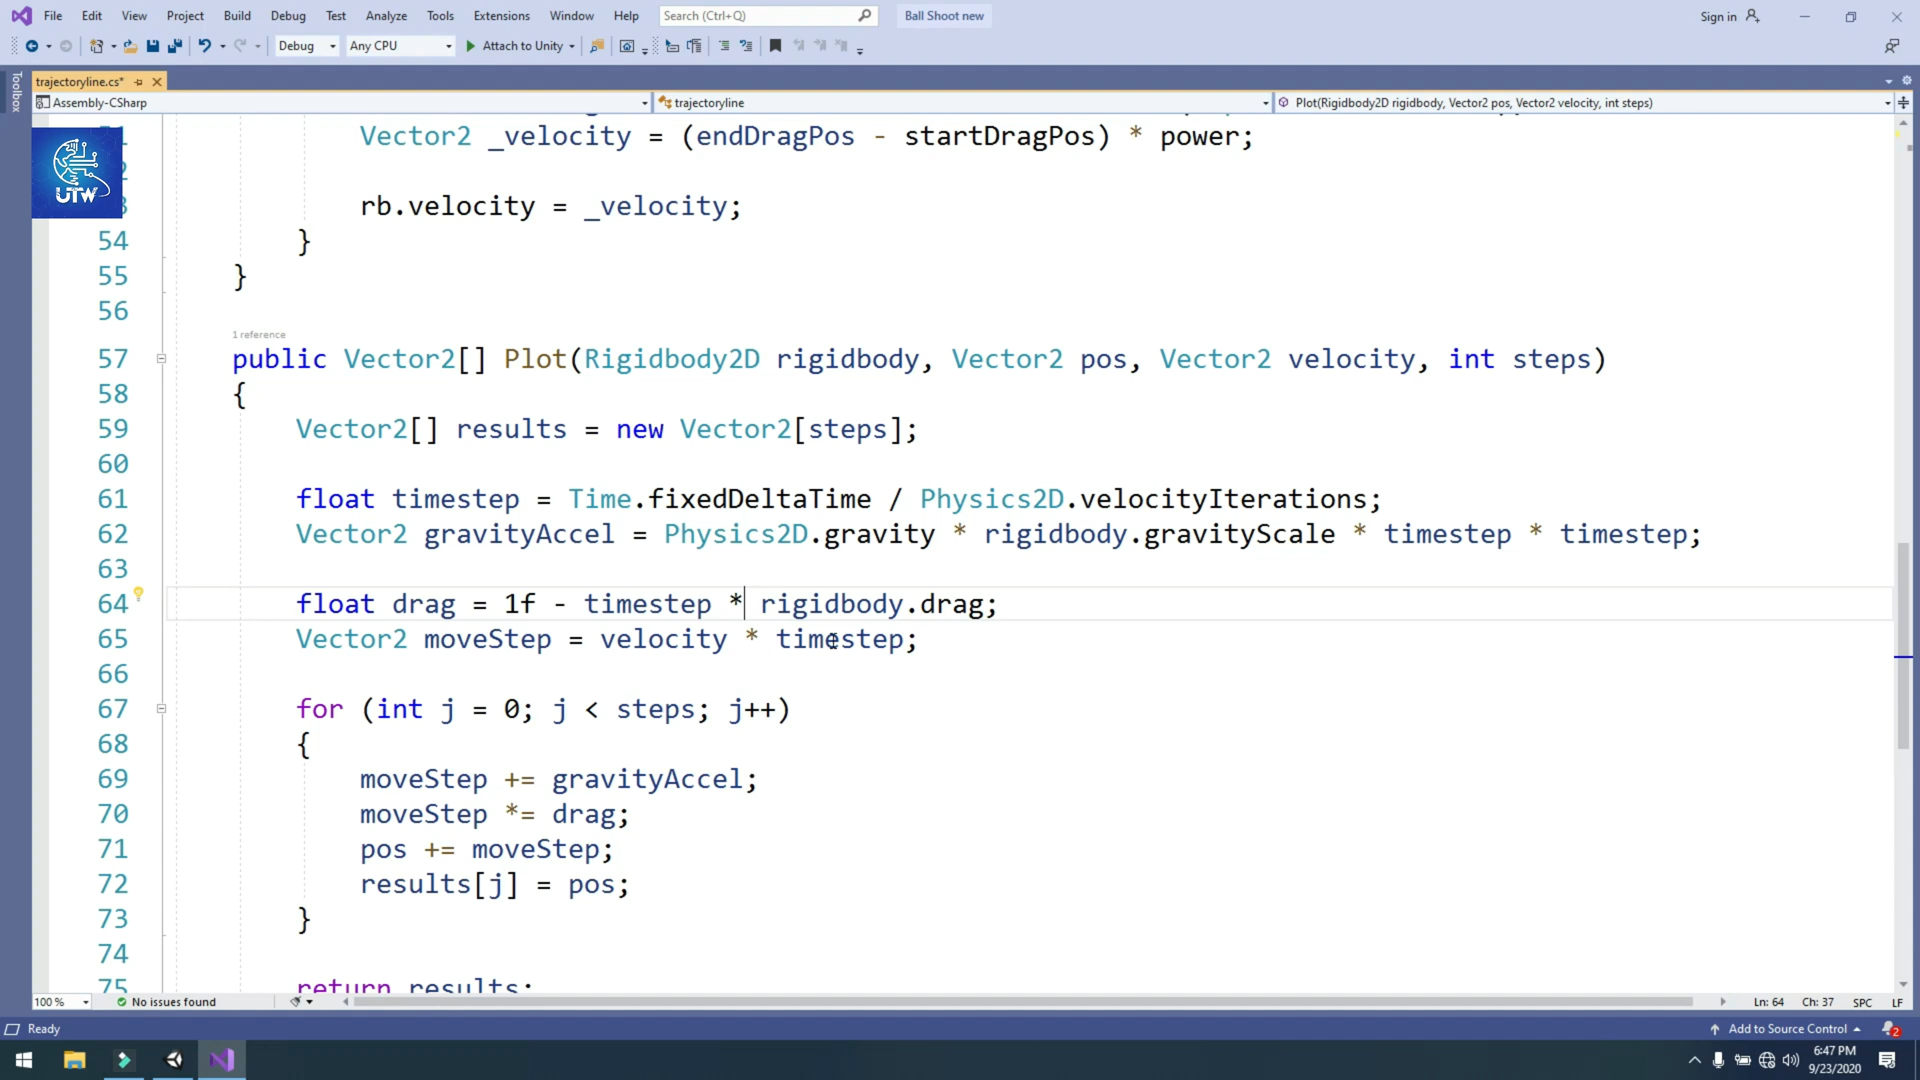 File Edit View Project Build Debug Test Analyze Tools Extensions Window Help Search (Ctrl+Q) Ball Shoot new Sign in
Debug Any CPU Attach to Unity
Toolbox
trajectoryline.cs*
Assembly-CSharp trajectoryline Plot(Rigidbody2D rigidbody, Vector2 pos, Vector2 velocity, int steps)
Vector2 _velocity = (endDragPos - startDragPos) * power;
UTW
rb.velocity = _velocity;
54 }
55 }
56
1 reference
57 public Vector2[] Plot(Rigidbody2D rigidbody, Vector2 pos, Vector2 velocity, int steps)
58 {
59 Vector2[] results = new Vector2[steps];
60
61 float timestep = Time.fixedDeltaTime / Physics2D.velocityIterations;
62 Vector2 gravityAccel = Physics2D.gravity * rigidbody.gravityScale * timestep * timestep;
63
64 float drag = 1f - timestep * rigidbody.drag;
65 Vector2 moveStep = velocity * timestep;
66
67 for (int j = 0; j < steps; j++)
68 {
69 moveStep += gravityAccel;
70 moveStep *= drag;
71 pos += moveStep;
72 results[j] = pos;
73 }
74
75 return results;
100 % No issues found Ln: 64 Ch: 37 SPC LF
Ready Add to Source Control 2
6:47 PM
9/23/2020